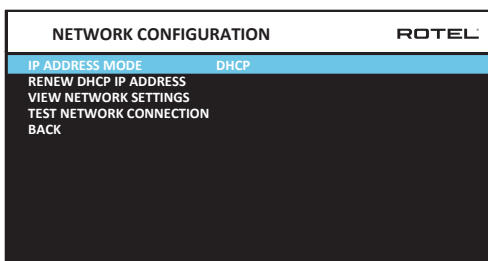 NETWORK CONFIGURATION ROTEL
IP ADDRESS MODE DHCP
RENEW DHCP IP ADDRESS
VIEW NETWORK SETTINGS
TEST NETWORK CONNECTION
BACK